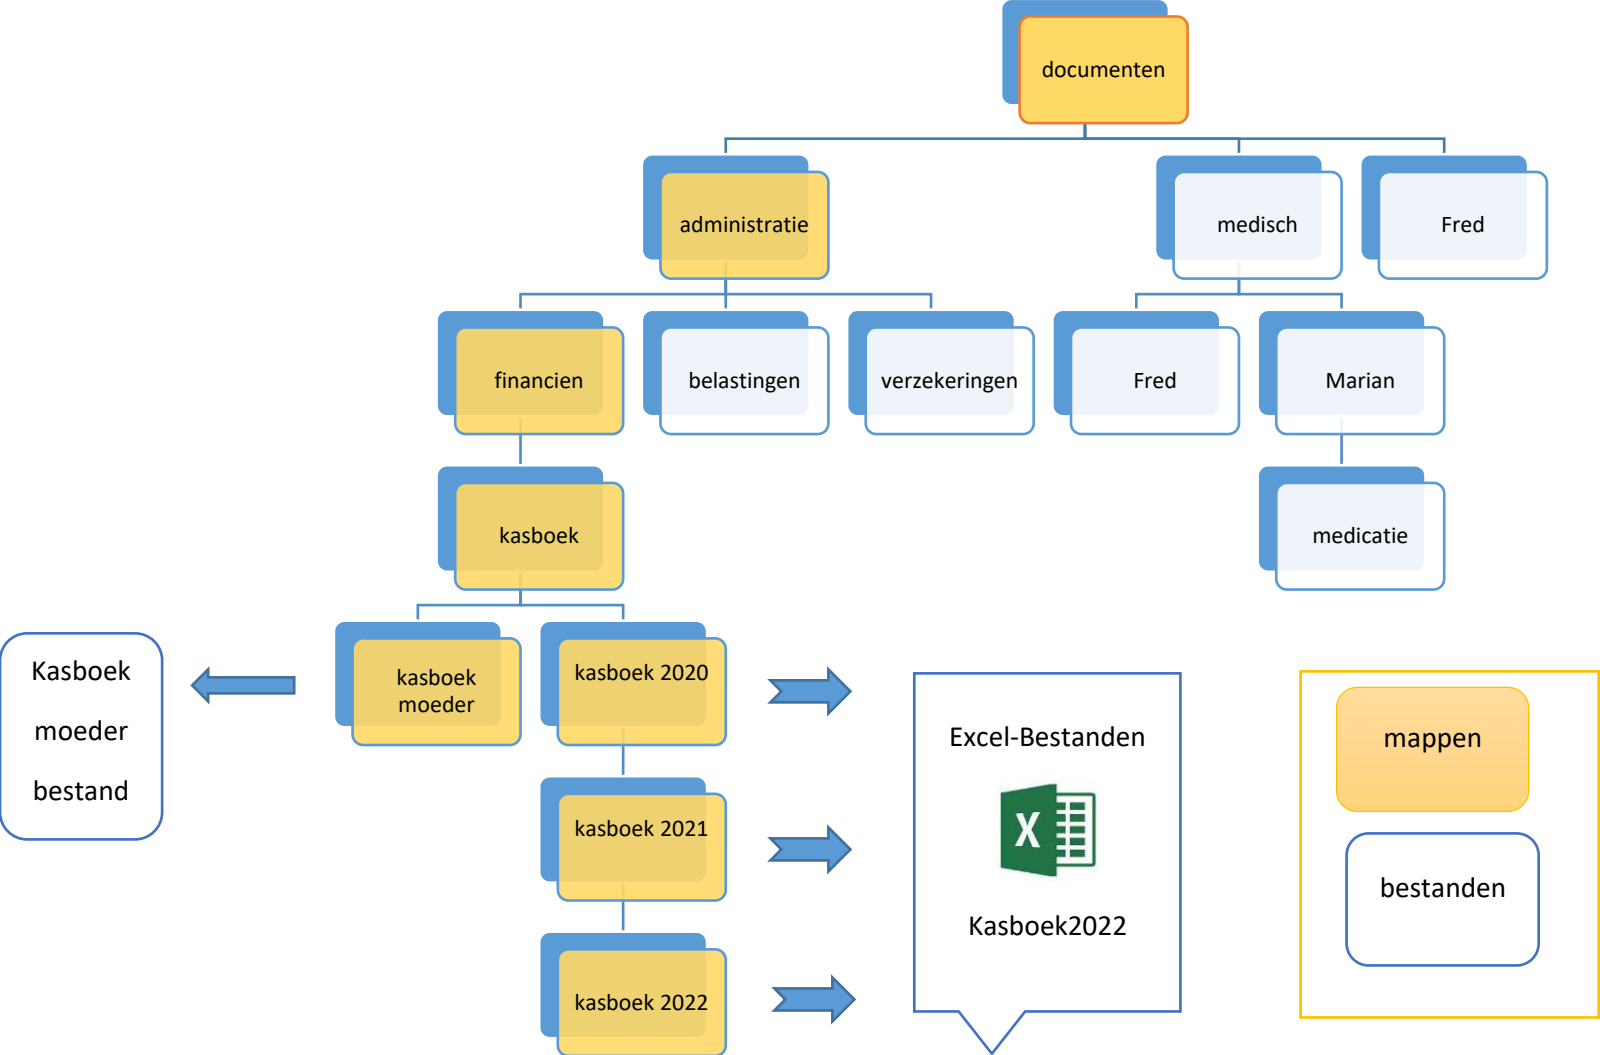 documenten
administratie
medisch
Fred
financien
belastingen
verzekeringen
Fred
Marian
kasboek
medicatie
Kasboek
moeder
bestand
kasboek
moeder
kasboek 2020
kasboek 2021
kasboek 2022
Excel-Bestanden
X
Kasboek2022
mappen
bestanden